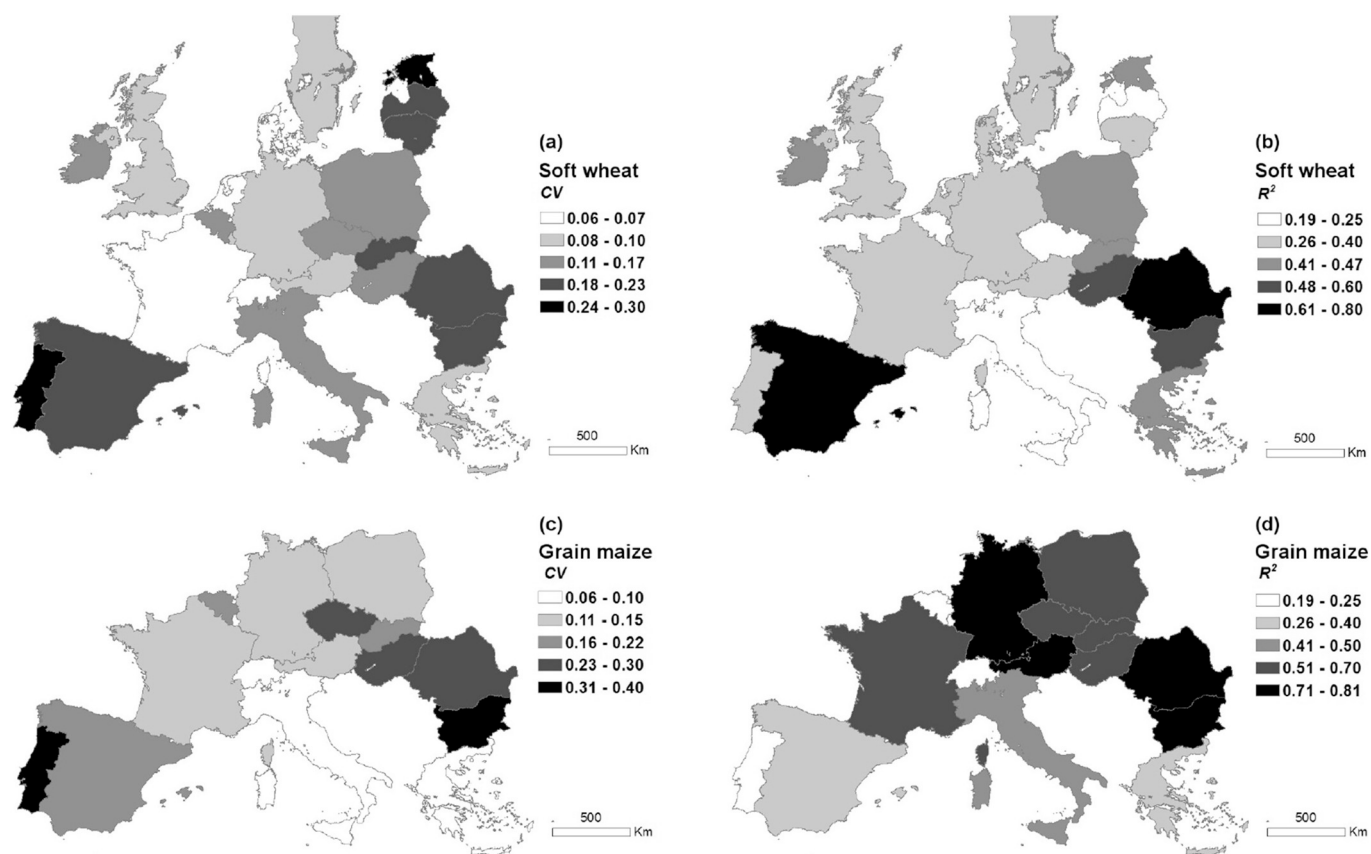 (a)
Soft wheat
CV
0.06 - 0.07
0.08 - 0.10
0.11 - 0.17
0.18 - 0.23
0.24 - 0.30
500
Km
(b)
Soft wheat
R²
0.19 - 0.25
0.26 - 0.40
0.41 - 0.47
0.48 - 0.60
0.61 - 0.80
500
Km
(c)
Grain maize
CV
0.06 - 0.10
0.11 - 0.15
0.16 - 0.22
0.23 - 0.30
0.31 - 0.40
500
Km
(d)
Grain maize
R²
0.19 - 0.25
0.26 - 0.40
0.41 - 0.50
0.51 - 0.70
0.71 - 0.81
500
Km